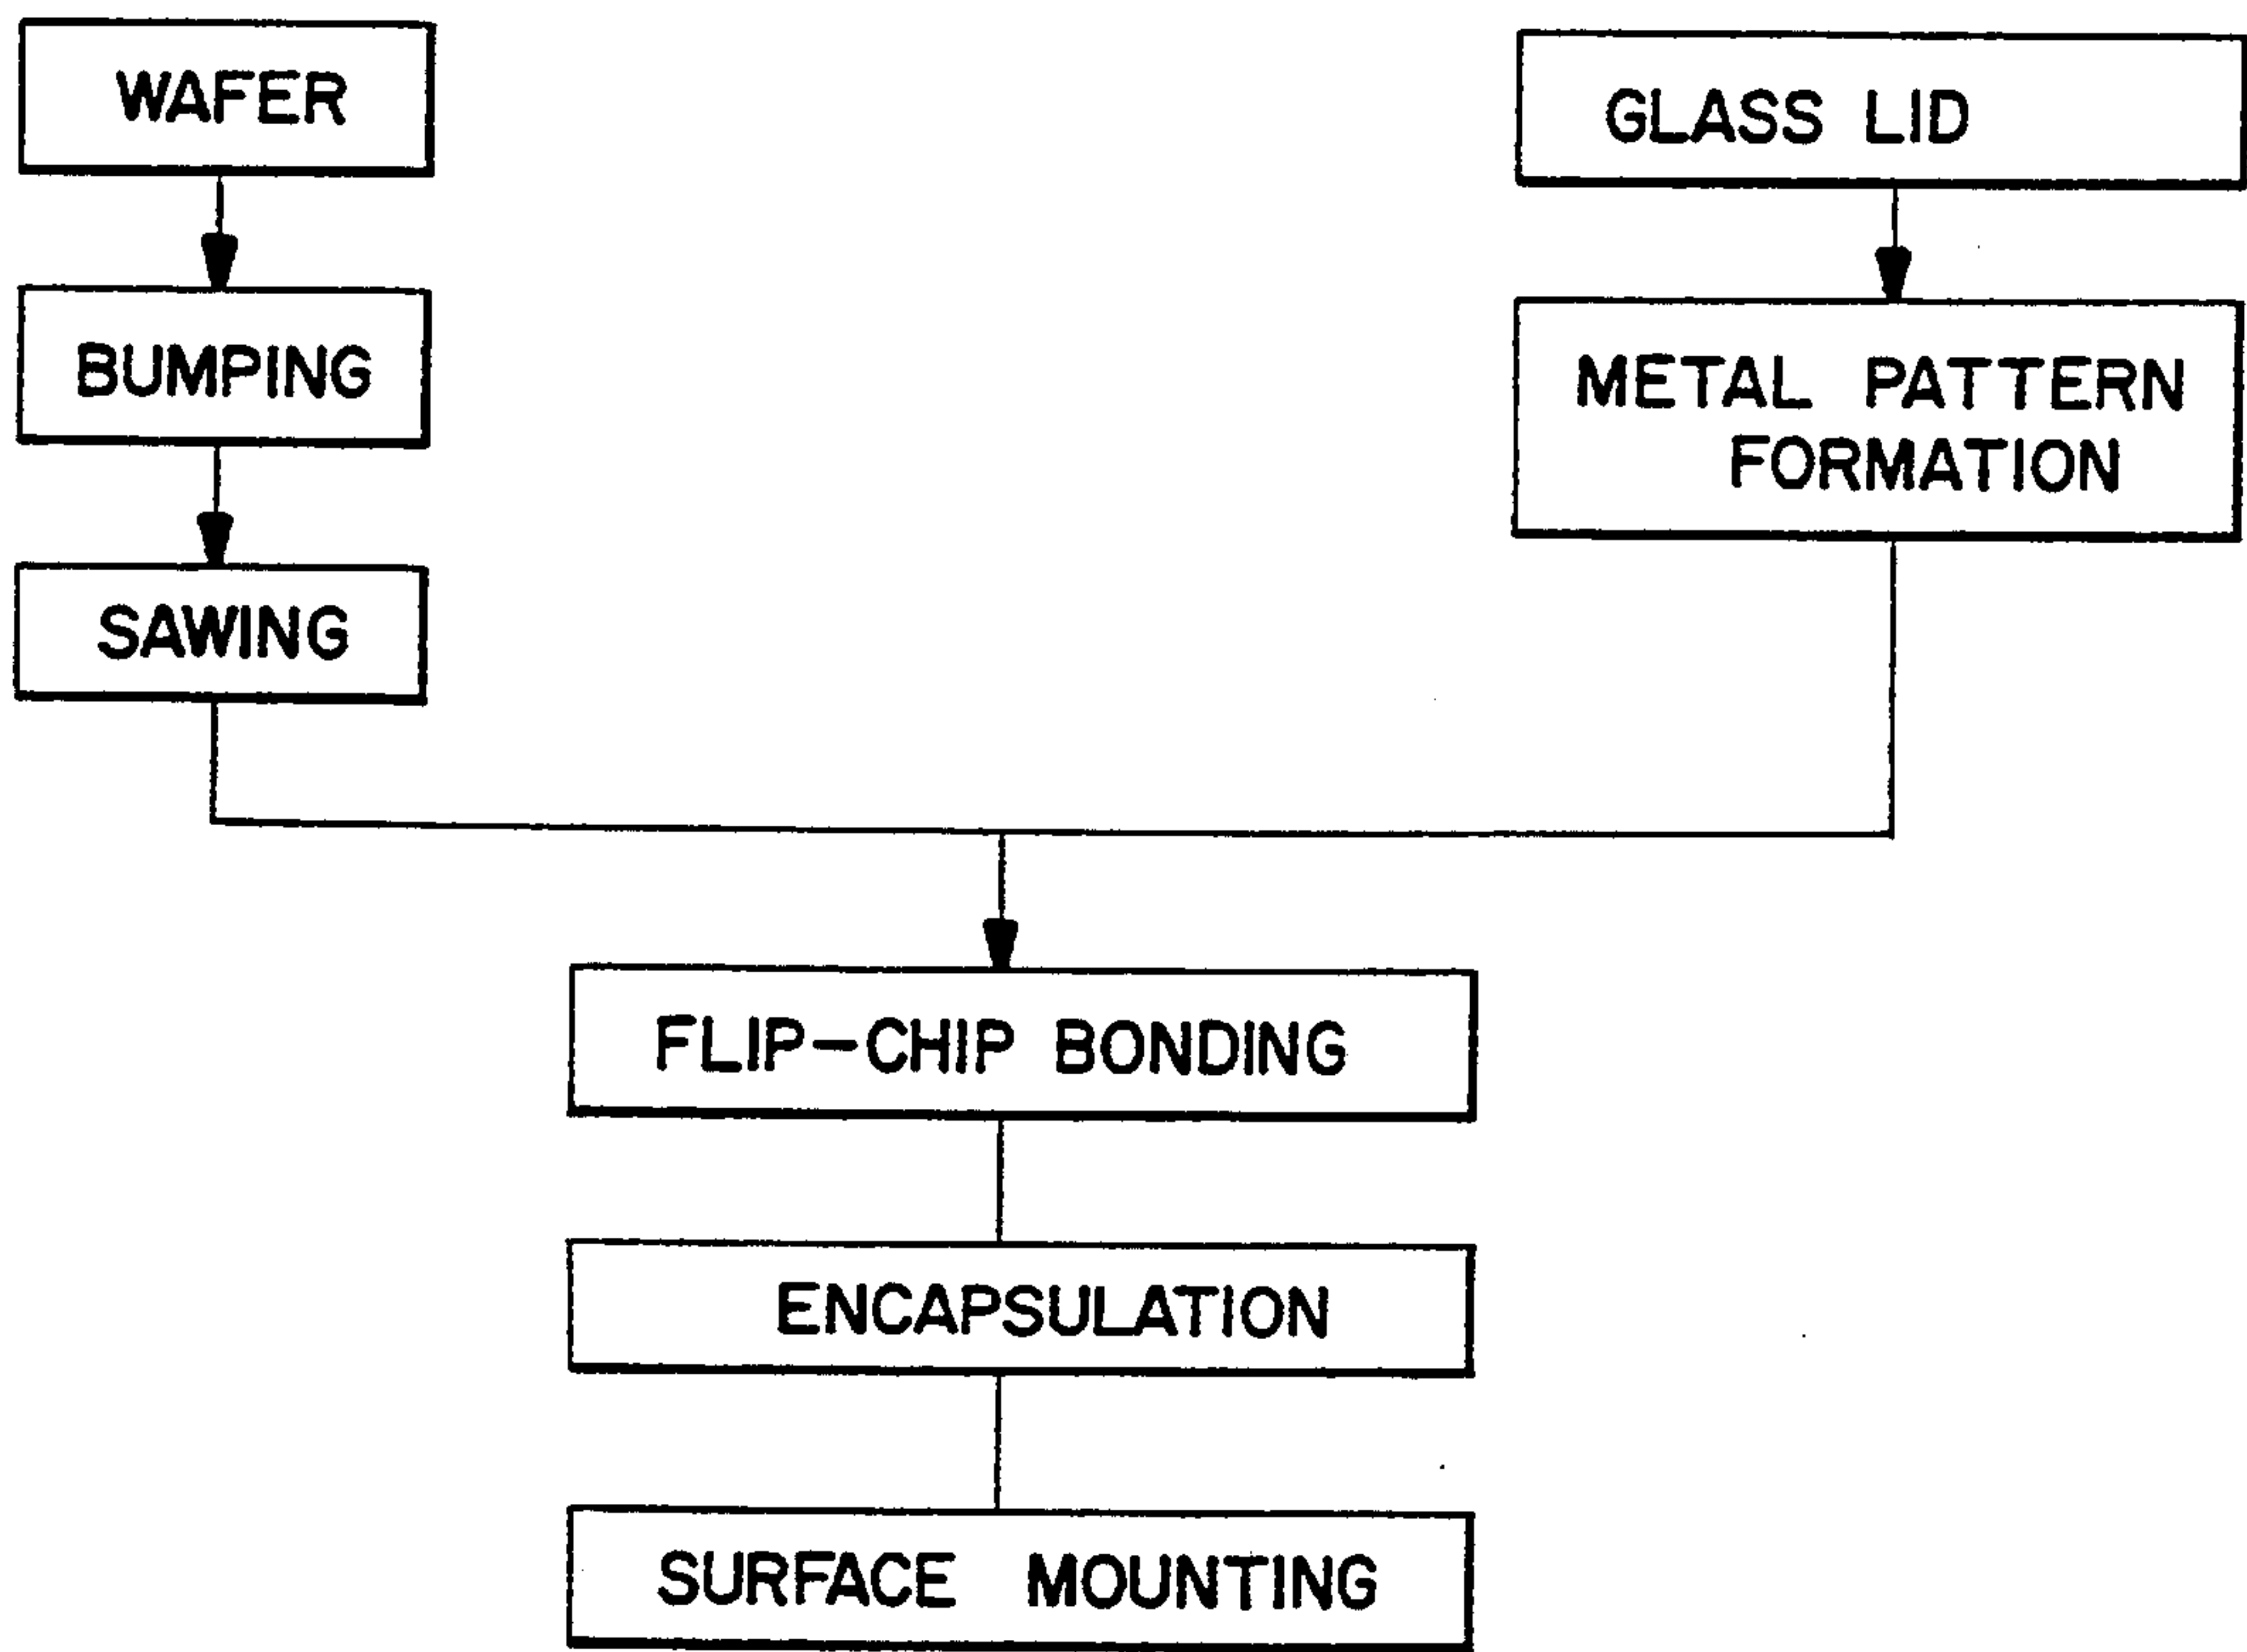 WAFER
GLASS LID
BUMPING
METAL PATTERN
FORMATION
SAWING
FLIP-CHIP BONDING
ENCAPSULATION
SURFACE MOUNTING